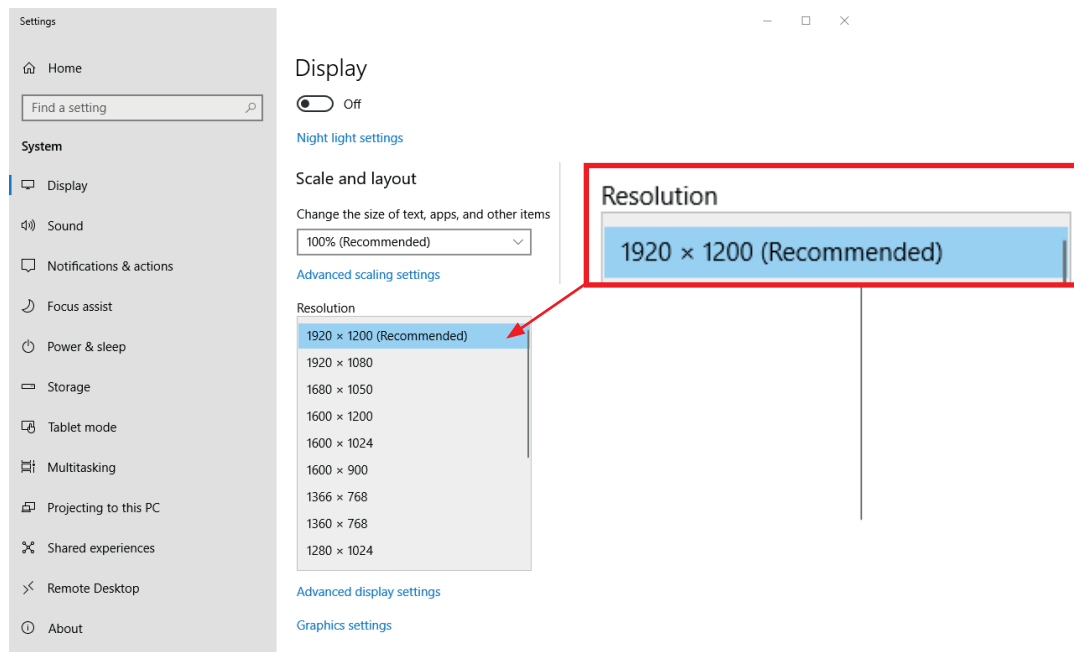 Settings
Home
Find a setting
System
Display
Sound
Notifications & actions
Focus assist
Power & sleep
Storage
Tablet mode
Multitasking
Projecting to this PC
Shared experiences
Remote Desktop
About
Display
Off
Night light settings
Scale and layout
Change the size of text, apps, and other items
100% (Recommended)
Advanced scaling settings
Resolution
1920 × 1200 (Recommended)
1920 × 1080
1680 × 1050
1600 × 1200
1600 × 1024
1600 × 900
1366 × 768
1360 × 768
1280 × 1024
Advanced display settings
Graphics settings
Resolution
1920 × 1200 (Recommended)